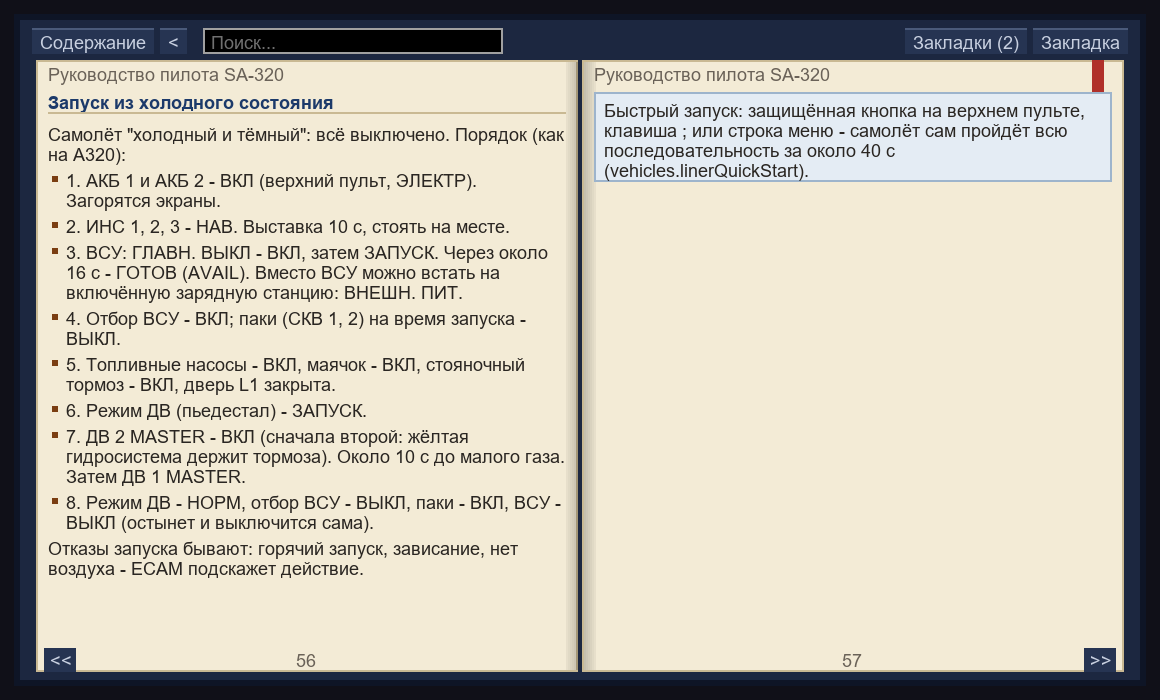 Содержание
<
Поиск...
Закладки (2)
Закладка
Руководство пилота SA-320
Запуск из холодного состояния
Самолёт "холодный и тёмный": всё выключено. Порядок (как
на А320):
1. АКБ 1 и АКБ 2 - ВКЛ (верхний пульт, ЭЛЕКТР).
Загорятся экраны.
2. ИНС 1, 2, 3 - НАВ. Выставка 10 с, стоять на месте.
3. ВСУ: ГЛАВН. ВЫКЛ - ВКЛ, затем ЗАПУСК. Через около
16 с - ГОТОВ (AVAIL). Вместо ВСУ можно встать на
включённую зарядную станцию: ВНЕШН. ПИТ.
4. Отбор ВСУ - ВКЛ; паки (СКВ 1, 2) на время запуска -
ВЫКЛ.
5. Топливные насосы - ВКЛ, маячок - ВКЛ, стояночный
тормоз - ВКЛ, дверь L1 закрыта.
6. Режим ДВ (пьедестал) - ЗАПУСК.
7. ДВ 2 MASTER - ВКЛ (сначала второй: жёлтая
гидросистема держит тормоза). Около 10 с до малого газа.
Затем ДВ 1 MASTER.
8. Режим ДВ - НОРМ, отбор ВСУ - ВЫКЛ, паки - ВКЛ, ВСУ -
ВЫКЛ (остынет и выключится сама).
Отказы запуска бывают: горячий запуск, зависание, нет
воздуха - ECAM подскажет действие.
<<
56
Руководство пилота SA-320
Быстрый запуск: защищённая кнопка на верхнем пульте,
клавиша ; или строка меню - самолёт сам пройдёт всю
последовательность за около 40 с
(vehicles.linerQuickStart).
57
>>